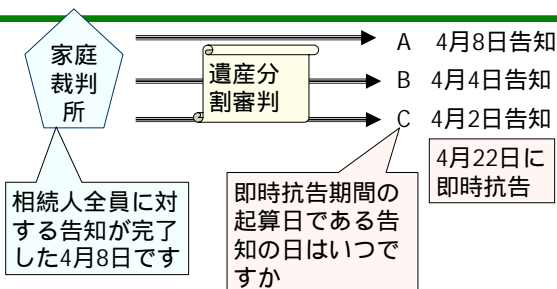 家庭
裁判
所
遺産分
割審判
A 4月8日告知
B 4月4日告知
C 4月2日告知
4月22日に
即時抗告
相続人全員に対
する告知が完了
した4月8日です
即時抗告期間の
起算日である告
知の日はいつで
すか